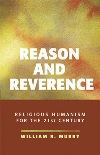 REASON AND
REVERENCE
RELIGIOUS HUMANISM
FOR THE 21ST CENTURY
WILLIAM R. MURRY